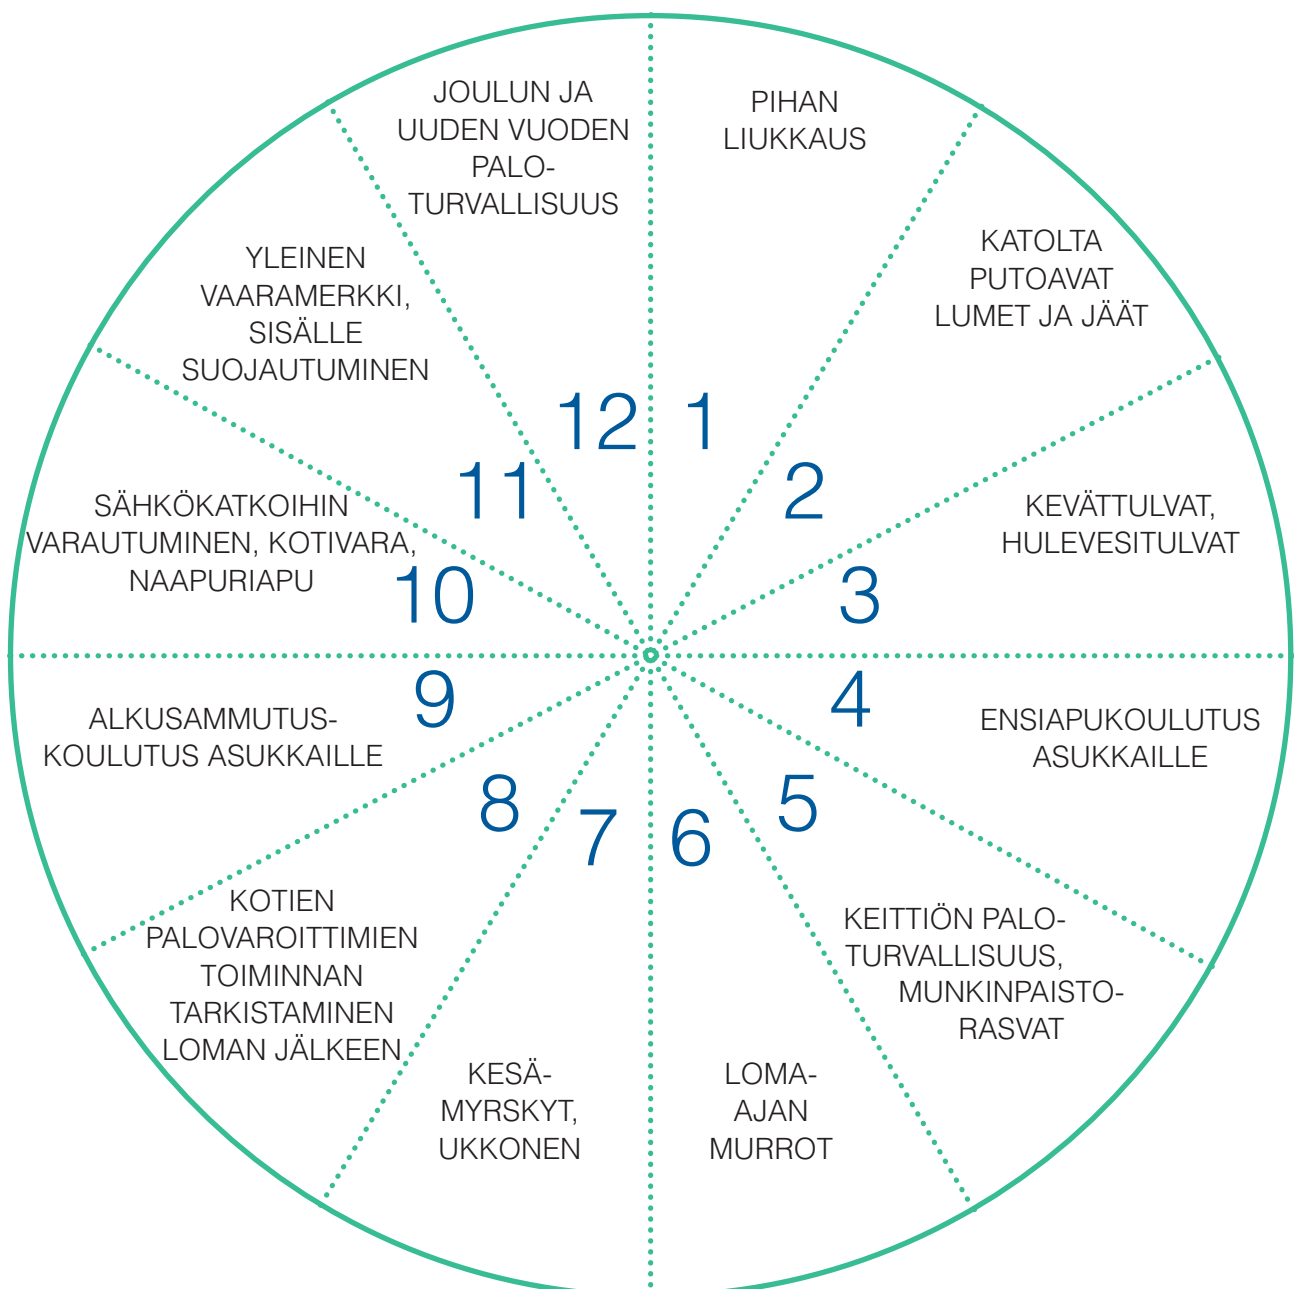 PIHAN
LIUKKAUS
1
KATOLTA
PUTOAVAT
LUMET JA JÄÄT
2
KEVÄTTULVAT,
HULEVESITULVAT
3
4
ENSIAPUKOULUTUS
ASUKKAILLE
5
KEITTIÖN PALO-
TURVALLISUUS,
MUNKINPAISTO-
RASVAT
6
LOMA-
AJAN
MURROT
7
KESÄ-
MYRSKYT,
UKKONEN
8
KOTIEN
PALOVAROITTIMIEN
TOIMINNAN
TARKISTAMINEN
LOMAN JÄLKEEN
9
ALKUSAMMUTUS-
KOULUTUS ASUKKAILLE
SÄHKÖKATKOIHIN
VARAUTUMINEN, KOTIVARA,
NAAPURIAPU
10
YLEINEN
VAARAMERKKI,
SISÄLLE
SUOJAUTUMINEN
11
JOULUN JA
UUDEN VUODEN
PALO-
TURVALLISUUS
12